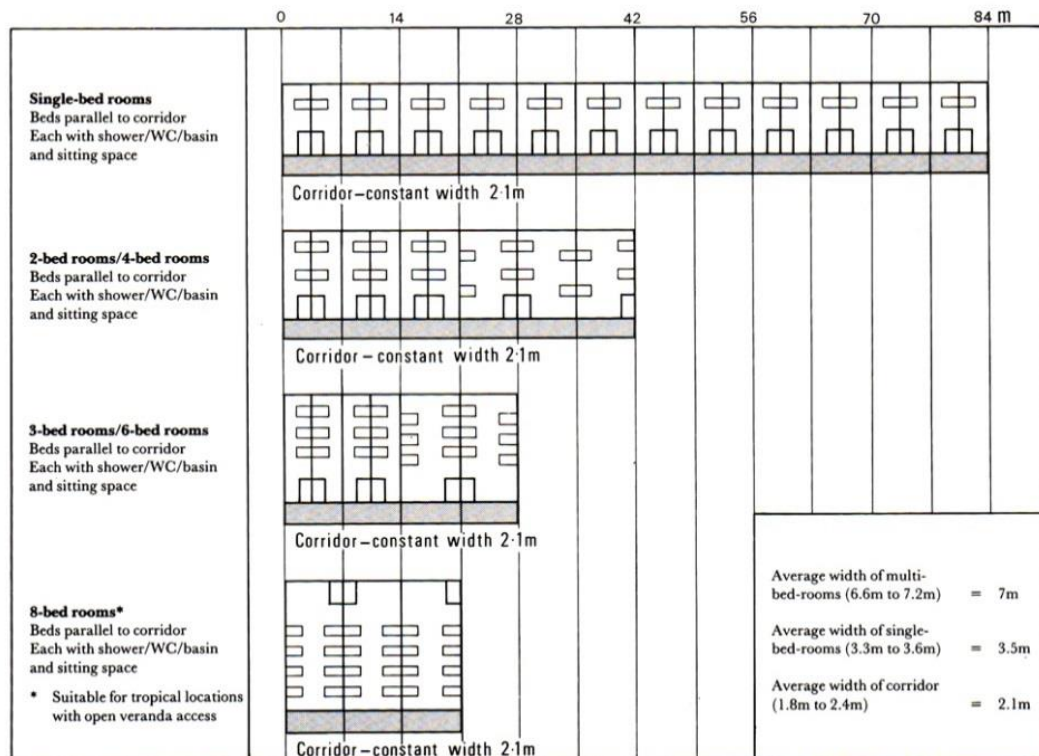 0 14 28 42 56 70 84 m
Single-bed rooms
Beds parallel to corridor
Each with shower/WC/basin
and sitting space
Corridor–constant width 2·1m
2-bed rooms/4-bed rooms
Beds parallel to corridor
Each with shower/WC/basin
and sitting space
Corridor – constant width 2·1m
3-bed rooms/6-bed rooms
Beds parallel to corridor
Each with shower/WC/basin
and sitting space
Corridor–constant width 2·1m
8-bed rooms*
Beds parallel to corridor
Each with shower/WC/basin
and sitting space
* Suitable for tropical locations
with open veranda access
Corridor–constant width 2·1m
Average width of multi-
bed-rooms (6.6m to 7.2m) = 7m
Average width of single-
bed-rooms (3.3m to 3.6m) = 3.5m
Average width of corridor
(1.8m to 2.4m) = 2.1m